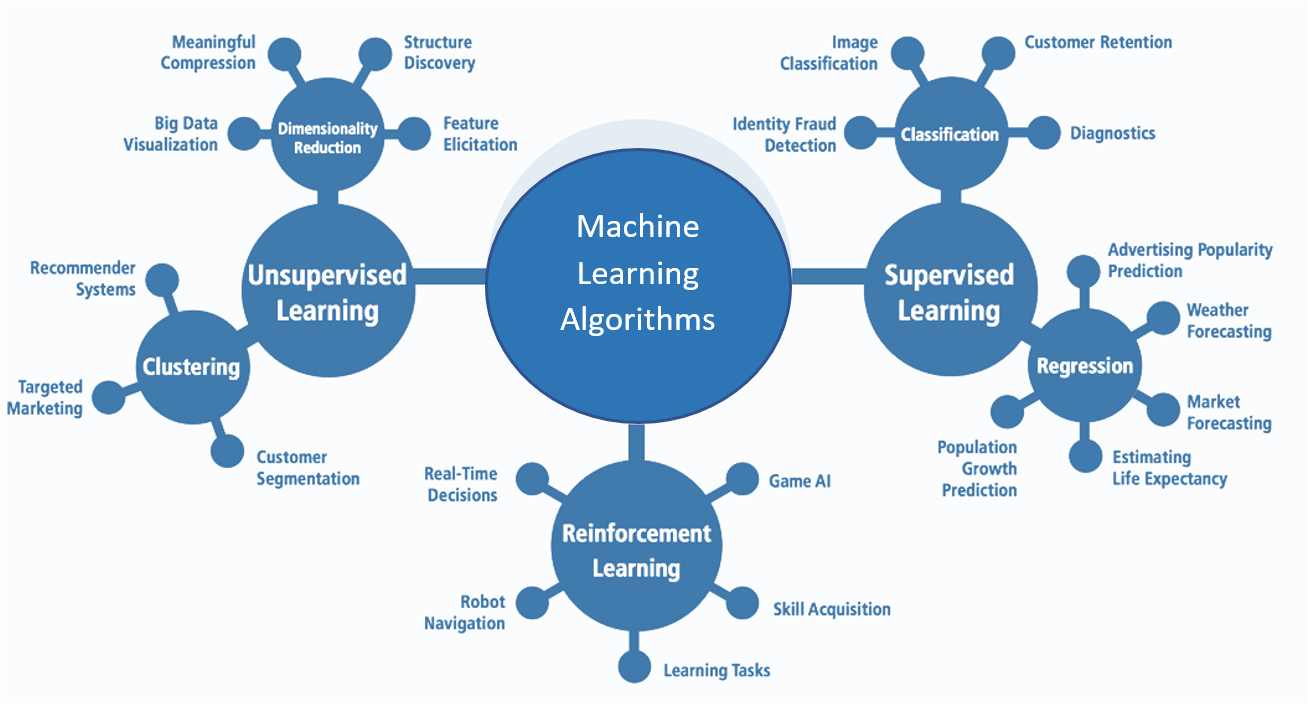 Meaningful
Compression
Structure
Discovery
Big Data
Visualization
Dimensionality
Reduction
Feature
Elicitation
Unsupervised
Learning
Recommender
Systems
Clustering
Targeted
Marketing
Customer
Segmentation
Machine
Learning
Algorithms
Image
Classification
Customer Retention
Identity Fraud
Detection
Classification
Diagnostics
Supervised
Learning
Advertising Popularity
Prediction
Weather
Forecasting
Regression
Market
Forecasting
Population
Growth
Prediction
Estimating
Life Expectancy
Real-Time
Decisions
Game AI
Reinforcement
Learning
Robot
Navigation
Skill Acquisition
Learning Tasks